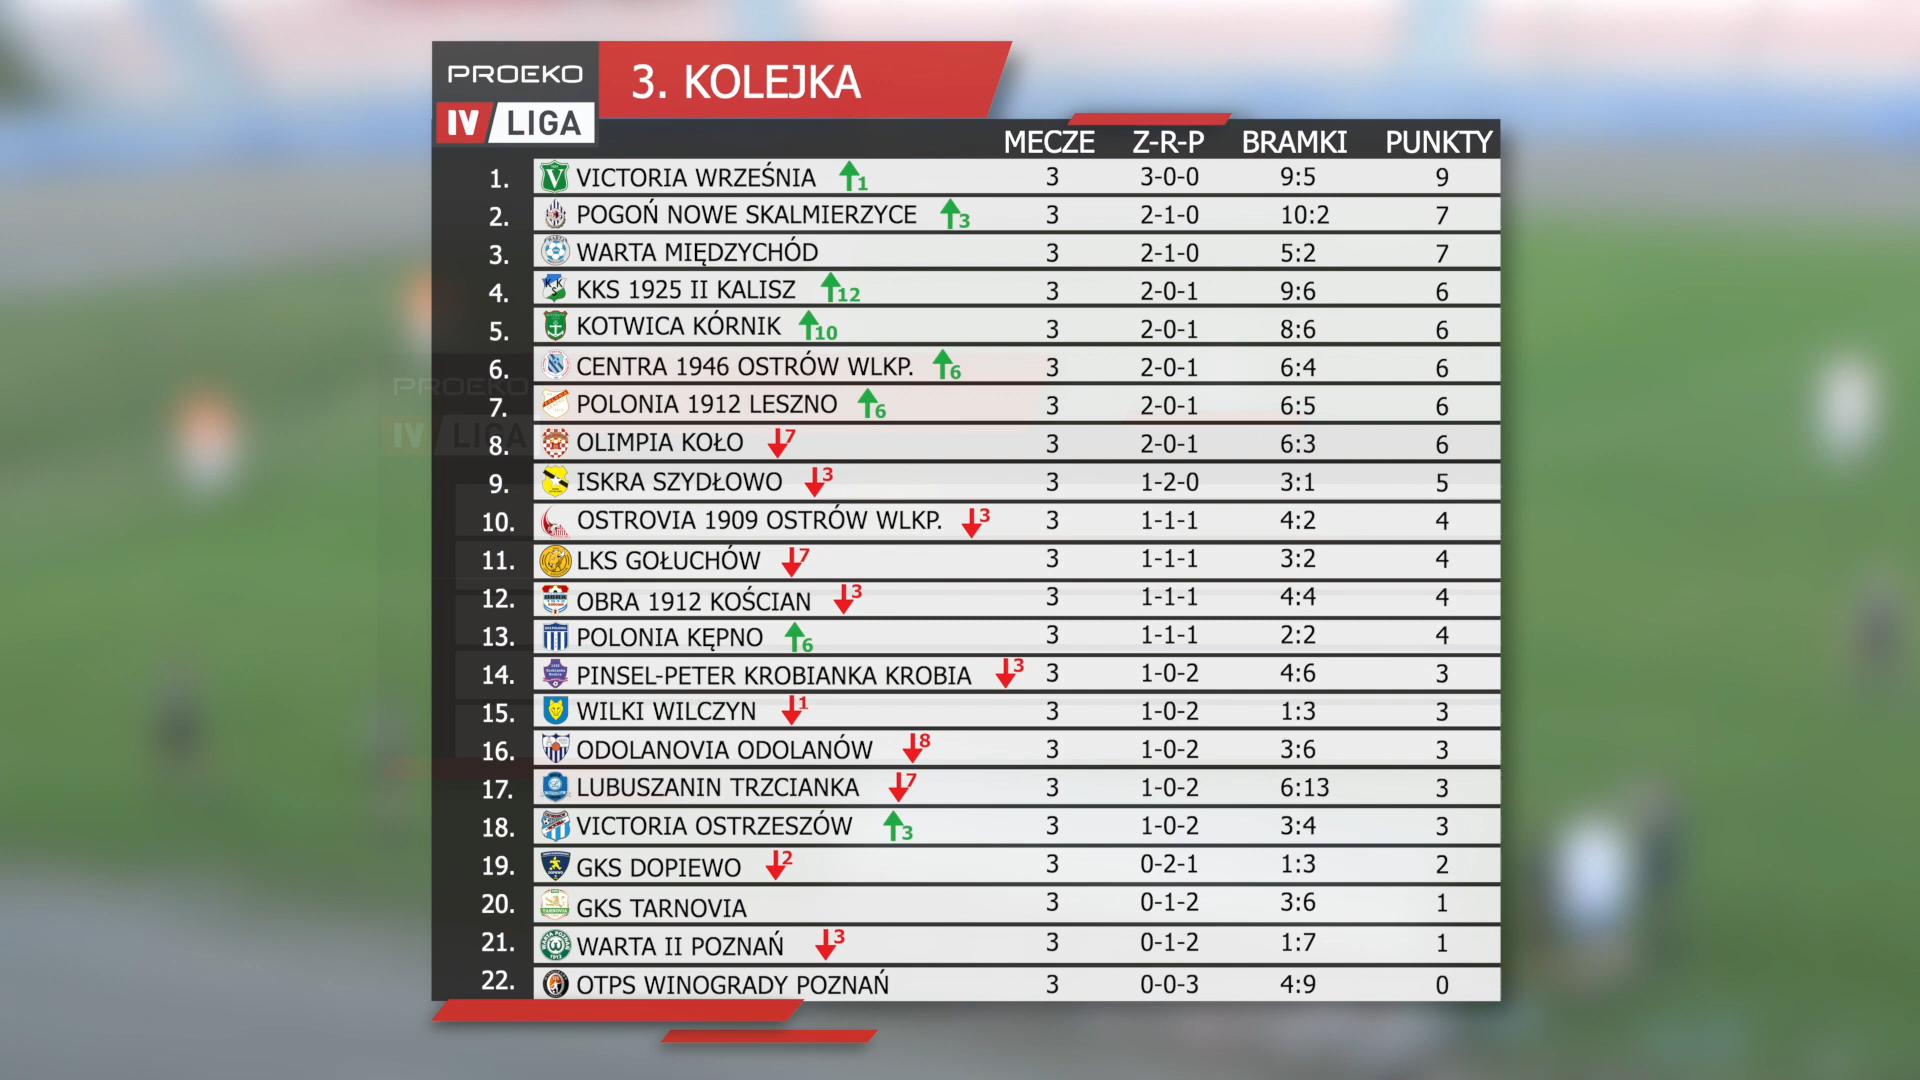 PROEKO
IV LIGA
3. KOLEJKA
MECZE Z-R-P BRAMKI PUNKTY
1. VICTORIA WRZEŚNIA 1 3 3-0-0 9:5 9
2. POGOŃ NOWE SKALMIERZYCE 3 3 2-1-0 10:2 7
3. WARTA MIĘDZYCHÓD 3 2-1-0 5:2 7
4. KKS 1925 II KALISZ 12 3 2-0-1 9:6 6
5. KOTWICA KÓRNIK 10 3 2-0-1 8:6 6
6. CENTRA 1946 OSTRÓW WLKP. 6 3 2-0-1 6:4 6
7. POLONIA 1912 LESZNO 6 3 2-0-1 6:5 6
8. OLIMPIA KOŁO 7 3 2-0-1 6:3 6
9. ISKRA SZYDŁOWO 3 3 1-2-0 3:1 5
10. OSTROVIA 1909 OSTRÓW WLKP. 3 3 1-1-1 4:2 4
11. LKS GOŁUCHÓW 7 3 1-1-1 3:2 4
12. OBRA 1912 KOŚCIAN 3 3 1-1-1 4:4 4
13. POLONIA KĘPNO 6 3 1-1-1 2:2 4
14. PINSEL-PETER KROBIANKA KROBIA 3 3 1-0-2 4:6 3
15. WILKI WILCZYN 1 3 1-0-2 1:3 3
16. ODOLANOVIA ODOLANÓW 8 3 1-0-2 3:6 3
17. LUBUSZANIN TRZCIANKA 7 3 1-0-2 6:13 3
18. VICTORIA OSTRZESZÓW 3 3 1-0-2 3:4 3
19. GKS DOPIEWO 2 3 0-2-1 1:3 2
20. GKS TARNOVIA 3 0-1-2 3:6 1
21. WARTA II POZNAŃ 3 3 0-1-2 1:7 1
22. OTPS WINOGRADY POZNAŃ 3 0-0-3 4:9 0
PROEKO
IV LIGA